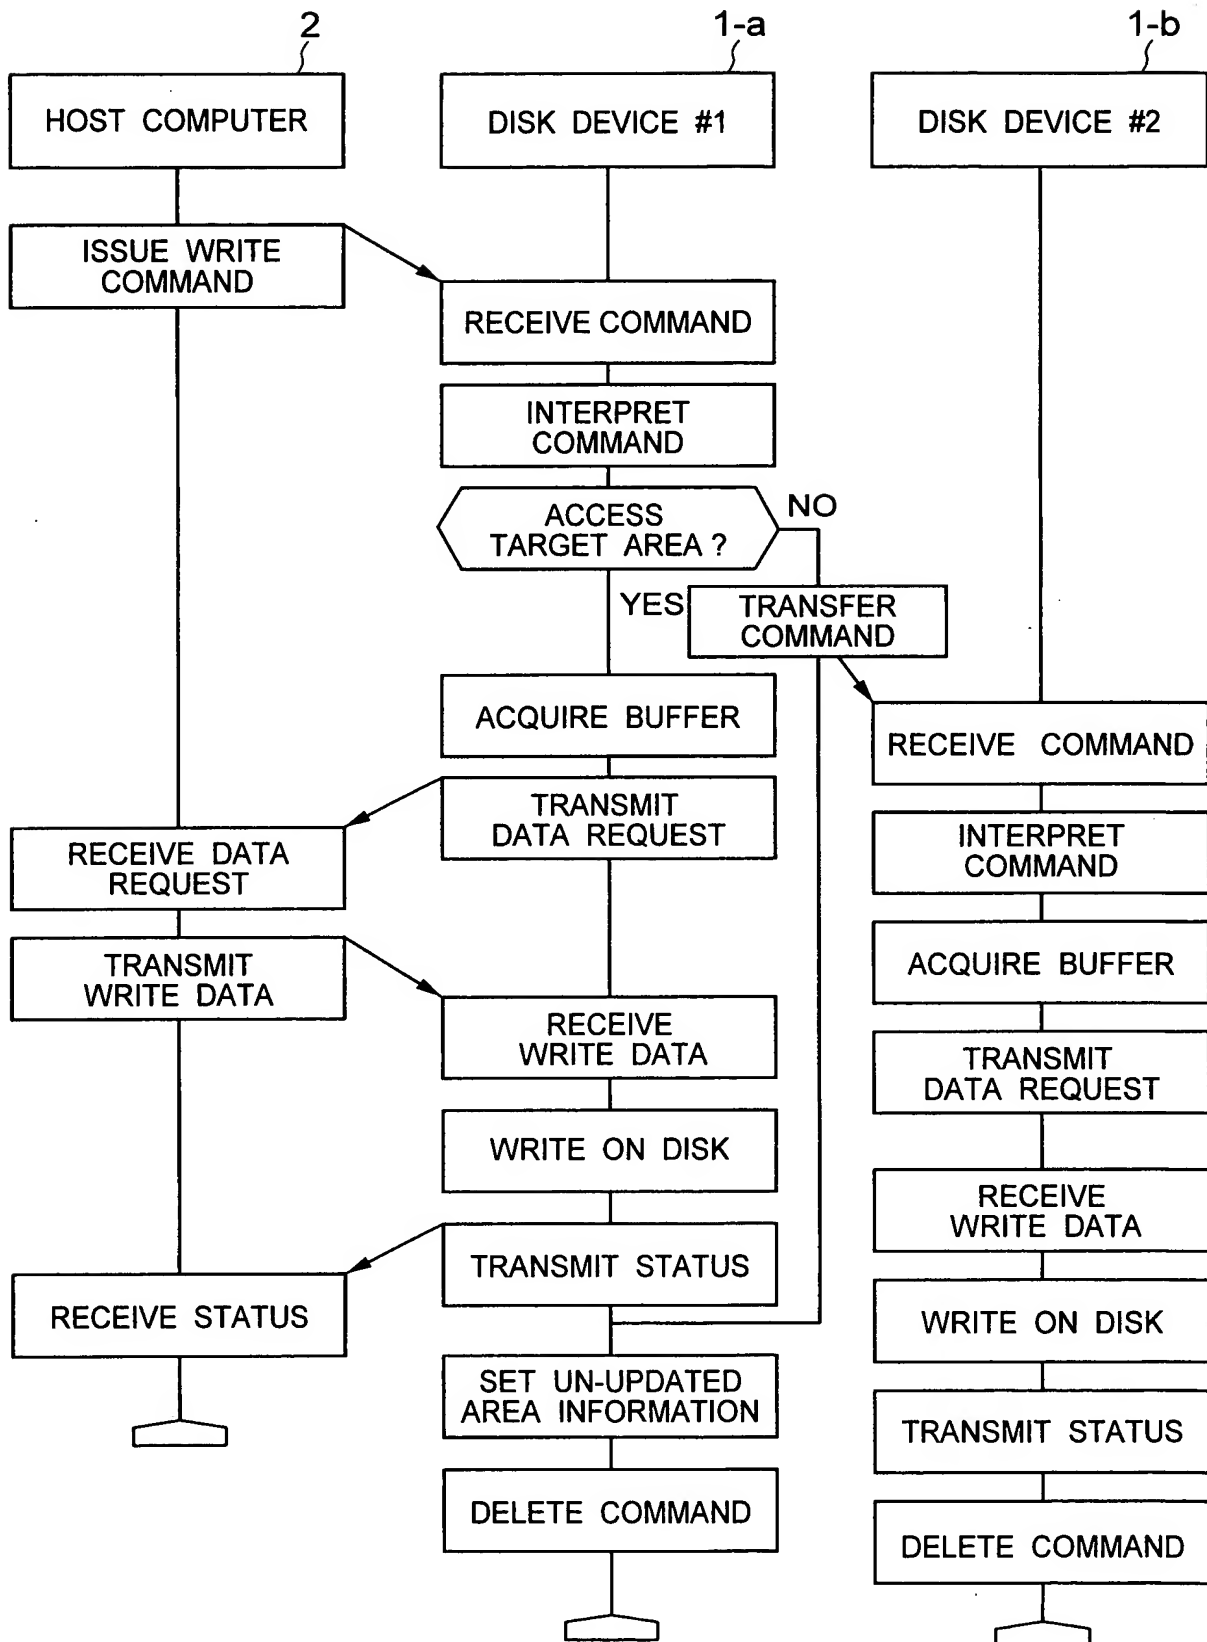 2
1-a
1-b
HOST COMPUTER
DISK DEVICE #1
DISK DEVICE #2
ISSUE WRITE
COMMAND
RECEIVE COMMAND
INTERPRET
COMMAND
ACCESS
TARGET AREA ?
NO
YES
TRANSFER
COMMAND
ACQUIRE BUFFER
RECEIVE COMMAND
TRANSMIT
DATA REQUEST
RECEIVE DATA
REQUEST
INTERPRET
COMMAND
TRANSMIT
WRITE DATA
ACQUIRE BUFFER
RECEIVE
WRITE DATA
TRANSMIT
DATA REQUEST
WRITE ON DISK
RECEIVE
WRITE DATA
TRANSMIT STATUS
RECEIVE STATUS
WRITE ON DISK
SET UN-UPDATED
AREA INFORMATION
TRANSMIT STATUS
DELETE COMMAND
DELETE COMMAND